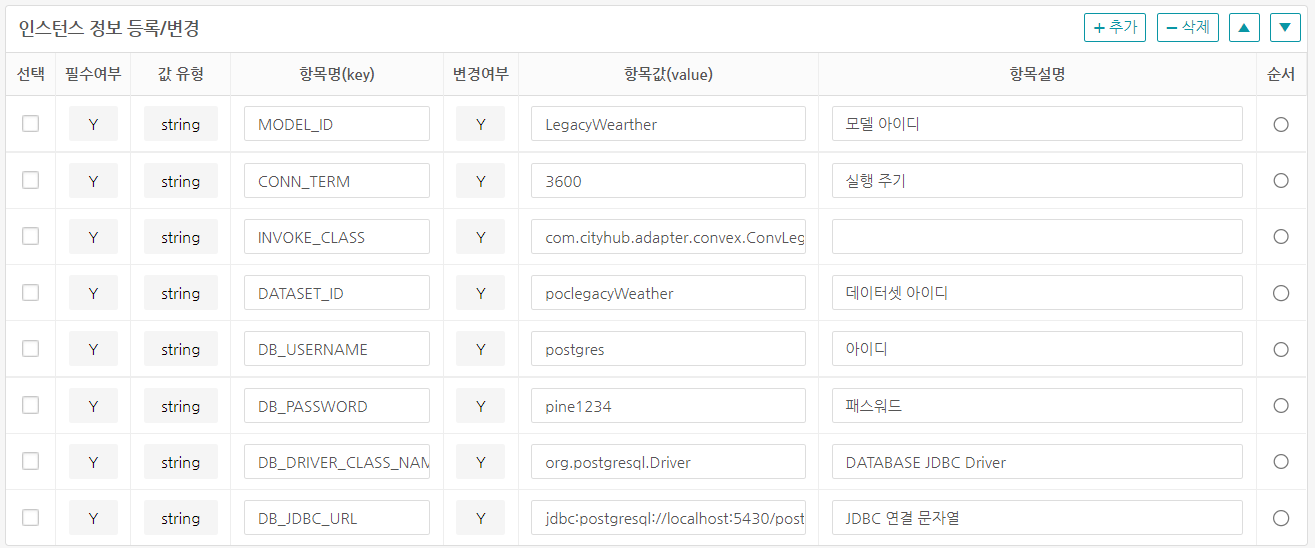 인스턴스 정보 등록/변경 + 추가 − 삭제 ▲ ▼
선택 필수여부 값 유형 항목명(key) 변경여부 항목값(value) 항목설명 순서
Y string MODEL_ID Y LegacyWearther 모델 아이디
Y string CONN_TERM Y 3600 실행 주기
Y string INVOKE_CLASS Y com.cityhub.adapter.convex.ConvLeg
Y string DATASET_ID Y poclegacyWeather 데이터셋 아이디
Y string DB_USERNAME Y postgres 아이디
Y string DB_PASSWORD Y pine1234 패스워드
Y string DB_DRIVER_CLASS_NAM Y org.postgresql.Driver DATABASE JDBC Driver
Y string DB_JDBC_URL Y jdbc:postgresql://localhost:5430/post JDBC 연결 문자열